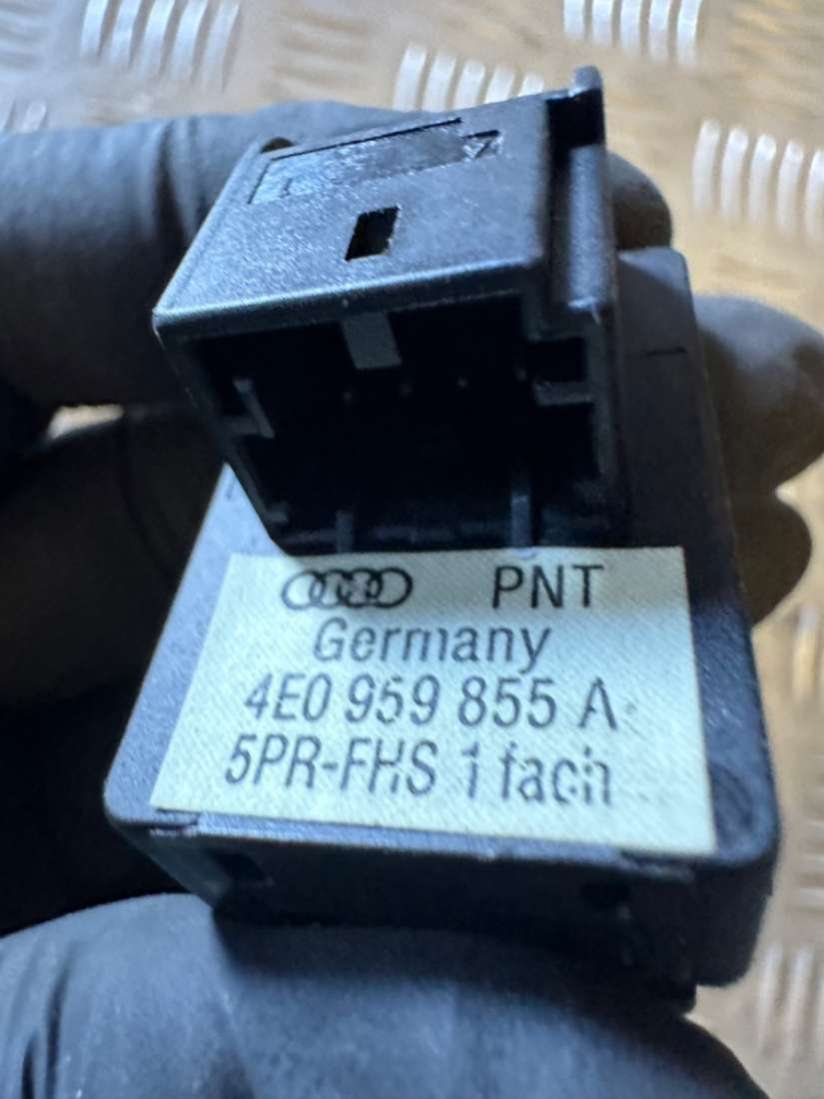 PNT
Germany
4E0 959 855 A
5PR-FHS 1 fach